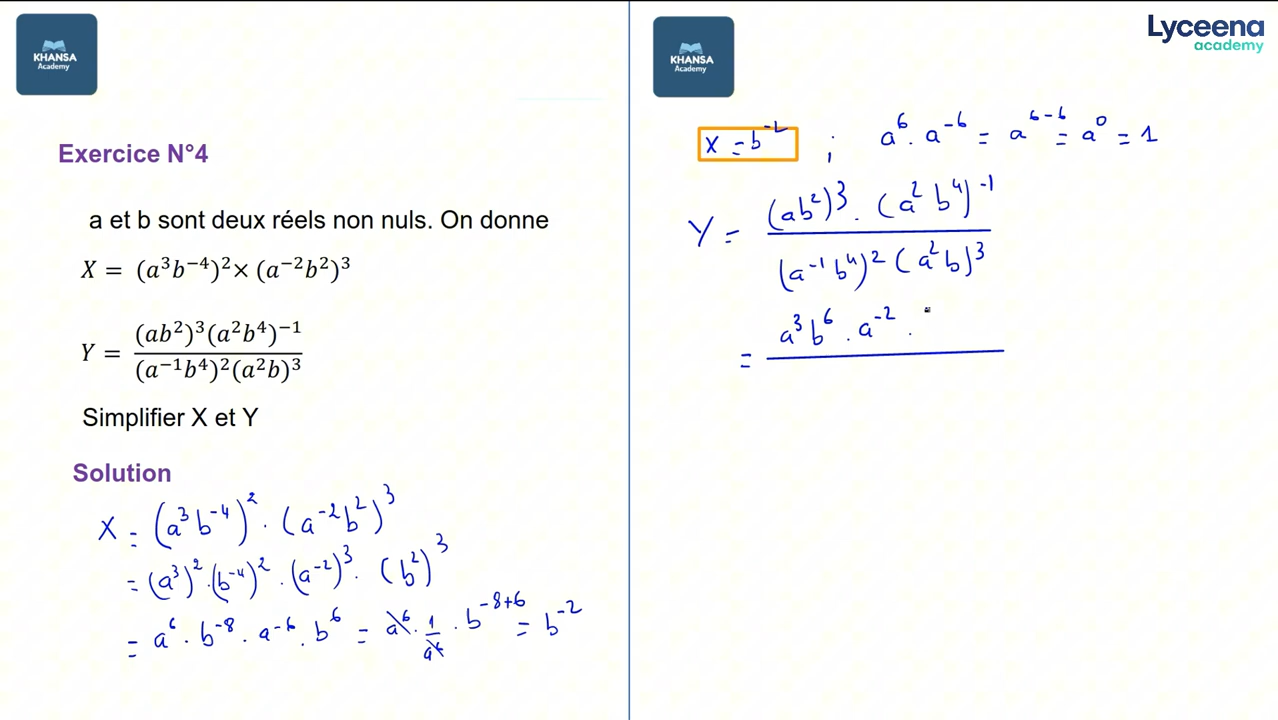 KHANSA
Academy
Exercice N°4
a et b sont deux réels non nuls. On donne
X = (a³b⁻⁴)²× (a⁻²b²)³
Y = (ab²)³(a²b⁴)⁻¹ / (a⁻¹b⁴)²(a²b)³
Simplifier X et Y
Solution
X = (a³b⁻⁴)² · (a⁻²b²)³
= (a³)² · (b⁻⁴)² · (a⁻²)³ · (b²)³
= a⁶ · b⁻⁸ · a⁻⁶ · b⁶ = a⁶ · 1/a⁶ · b⁻⁸⁺⁶ = b⁻²
KHANSA
Academy
Lyceena
academy
X = b⁻² ; a⁶ · a⁻⁶ = a⁶⁻⁶ = a⁰ = 1
Y = (ab²)³ · (a²b⁴)⁻¹ / (a⁻¹b⁴)² (a²b)³
= a³b⁶ · a⁻² ·